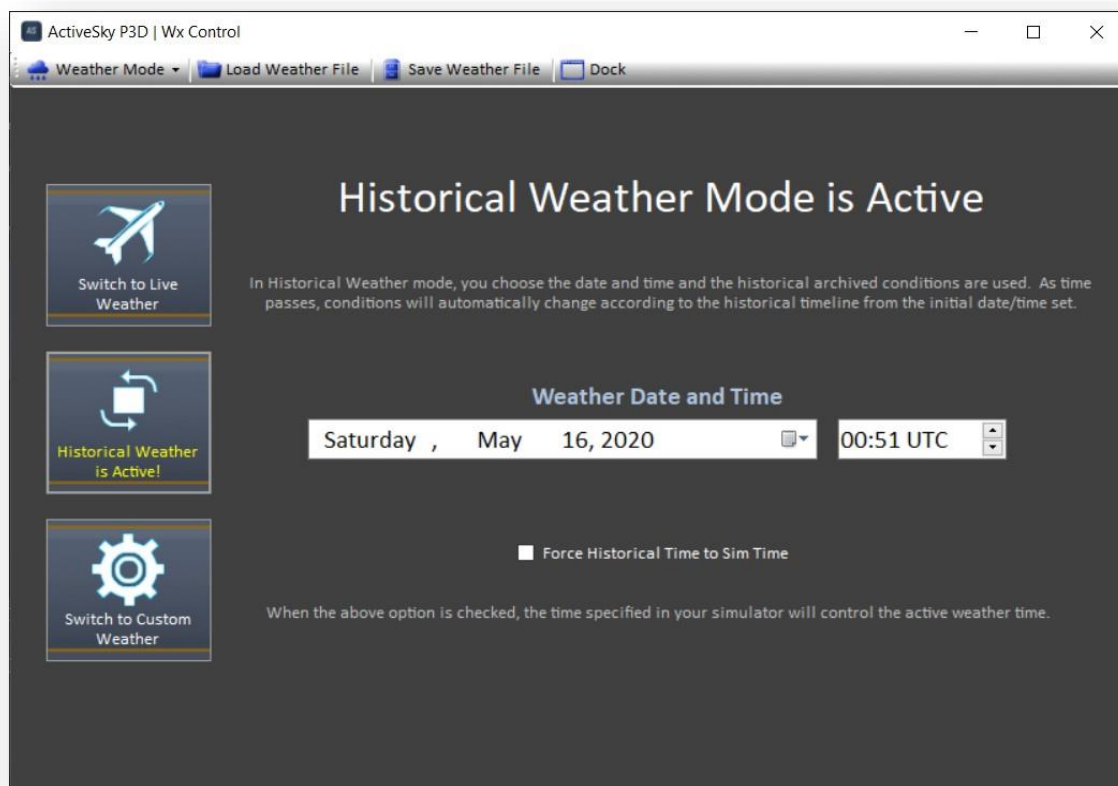 AS ActiveSky P3D | Wx Control
Weather Mode Load Weather File Save Weather File Dock
Historical Weather Mode is Active
Switch to Live
Weather
In Historical Weather mode, you choose the date and time and the historical archived conditions are used. As time
passes, conditions will automatically change according to the historical timeline from the initial date/time set.
Historical Weather
is Active!
Weather Date and Time
Saturday , May 16, 2020 00:51 UTC
Force Historical Time to Sim Time
Switch to Custom
Weather
When the above option is checked, the time specified in your simulator will control the active weather time.